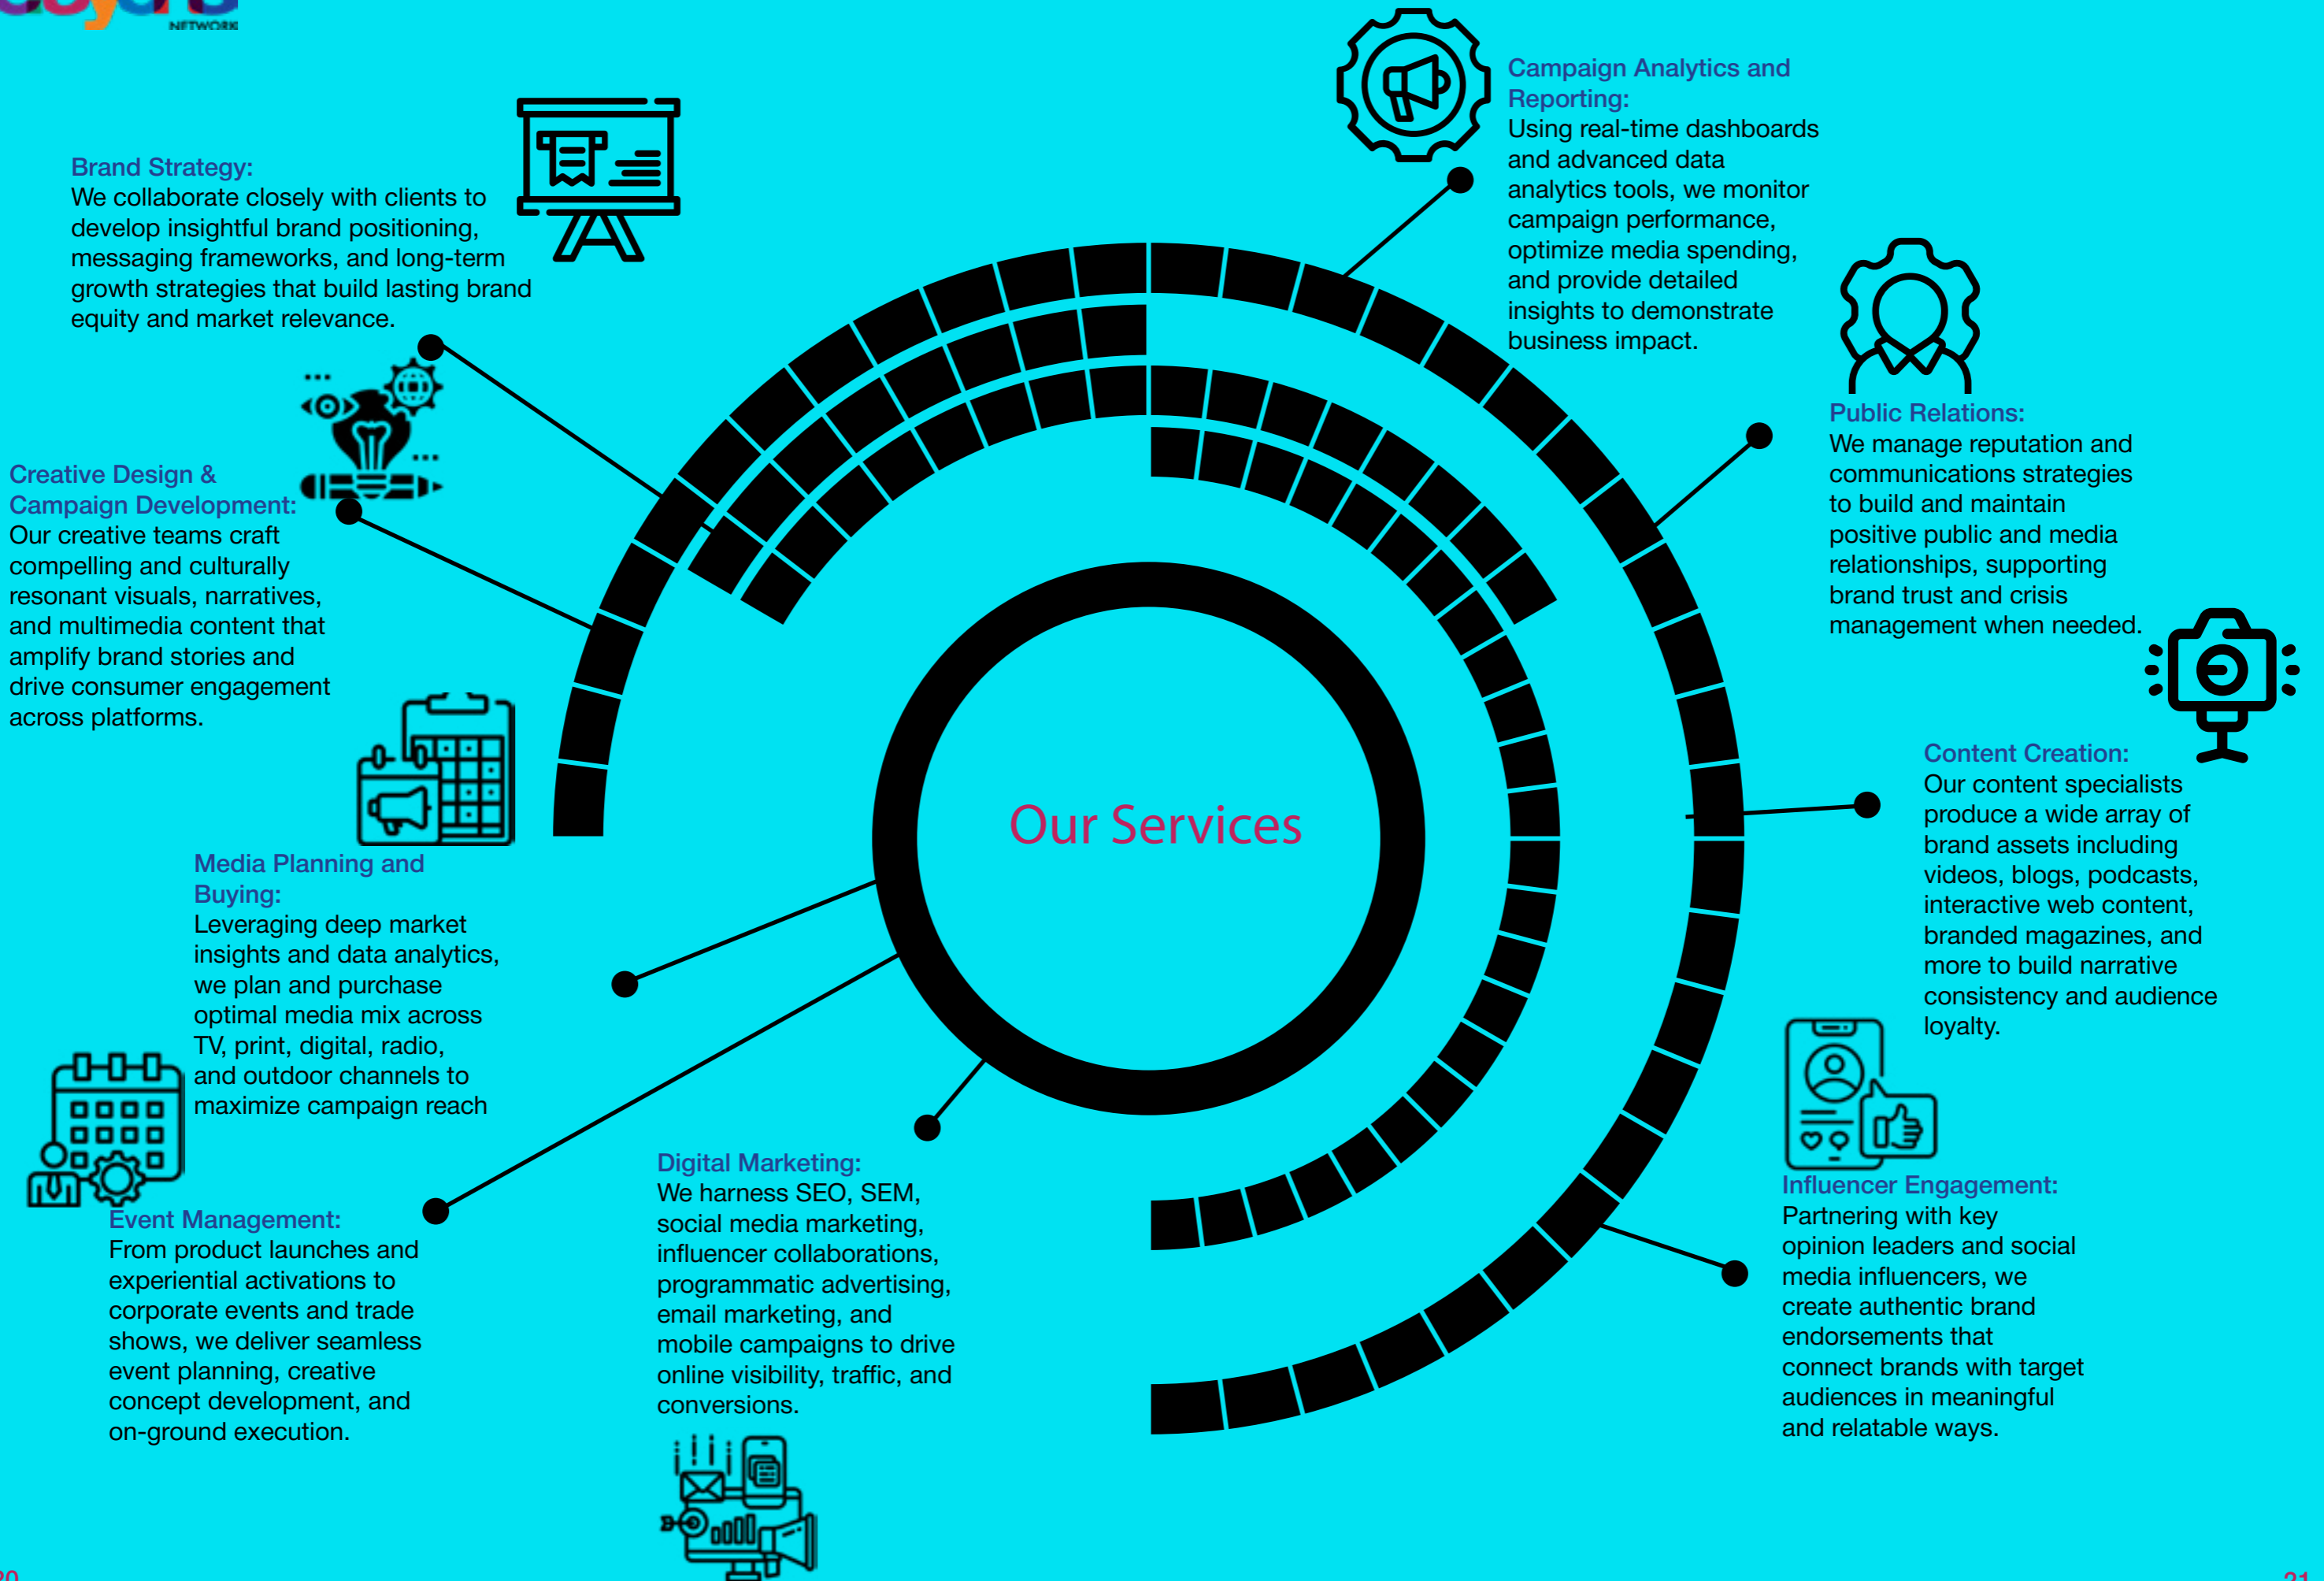 NETWORK
Brand Strategy:
We collaborate closely with clients to
develop insightful brand positioning,
messaging frameworks, and long-term
growth strategies that build lasting brand
equity and market relevance.
Creative Design &
Campaign Development:
Our creative teams craft
compelling and culturally
resonant visuals, narratives,
and multimedia content that
amplify brand stories and
drive consumer engagement
across platforms.
Media Planning and
Buying:
Leveraging deep market
insights and data analytics,
we plan and purchase
optimal media mix across
TV, print, digital, radio,
and outdoor channels to
maximize campaign reach
Event Management:
From product launches and
experiential activations to
corporate events and trade
shows, we deliver seamless
event planning, creative
concept development, and
on-ground execution.
Digital Marketing:
We harness SEO, SEM,
social media marketing,
influencer collaborations,
programmatic advertising,
email marketing, and
mobile campaigns to drive
online visibility, traffic, and
conversions.
Our Services
Campaign Analytics and
Reporting:
Using real-time dashboards
and advanced data
analytics tools, we monitor
campaign performance,
optimize media spending,
and provide detailed
insights to demonstrate
business impact.
Public Relations:
We manage reputation and
communications strategies
to build and maintain
positive public and media
relationships, supporting
brand trust and crisis
management when needed.
Content Creation:
Our content specialists
produce a wide array of
brand assets including
videos, blogs, podcasts,
interactive web content,
branded magazines, and
more to build narrative
consistency and audience
loyalty.
Influencer Engagement:
Partnering with key
opinion leaders and social
media influencers, we
create authentic brand
endorsements that
connect brands with target
audiences in meaningful
and relatable ways.